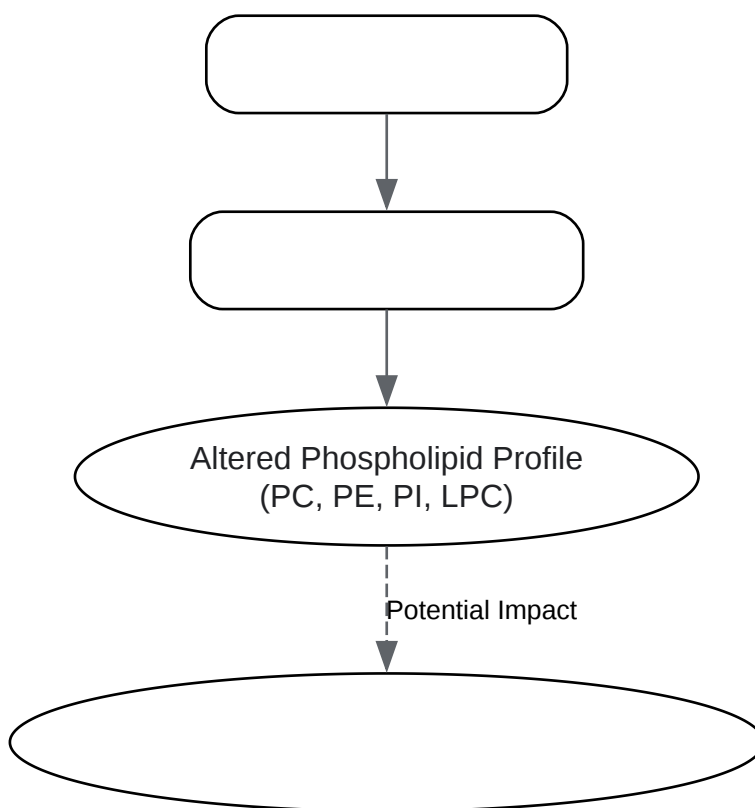 Altered Phospholipid Profile
(PC, PE, PI, LPC)
Potential Impact